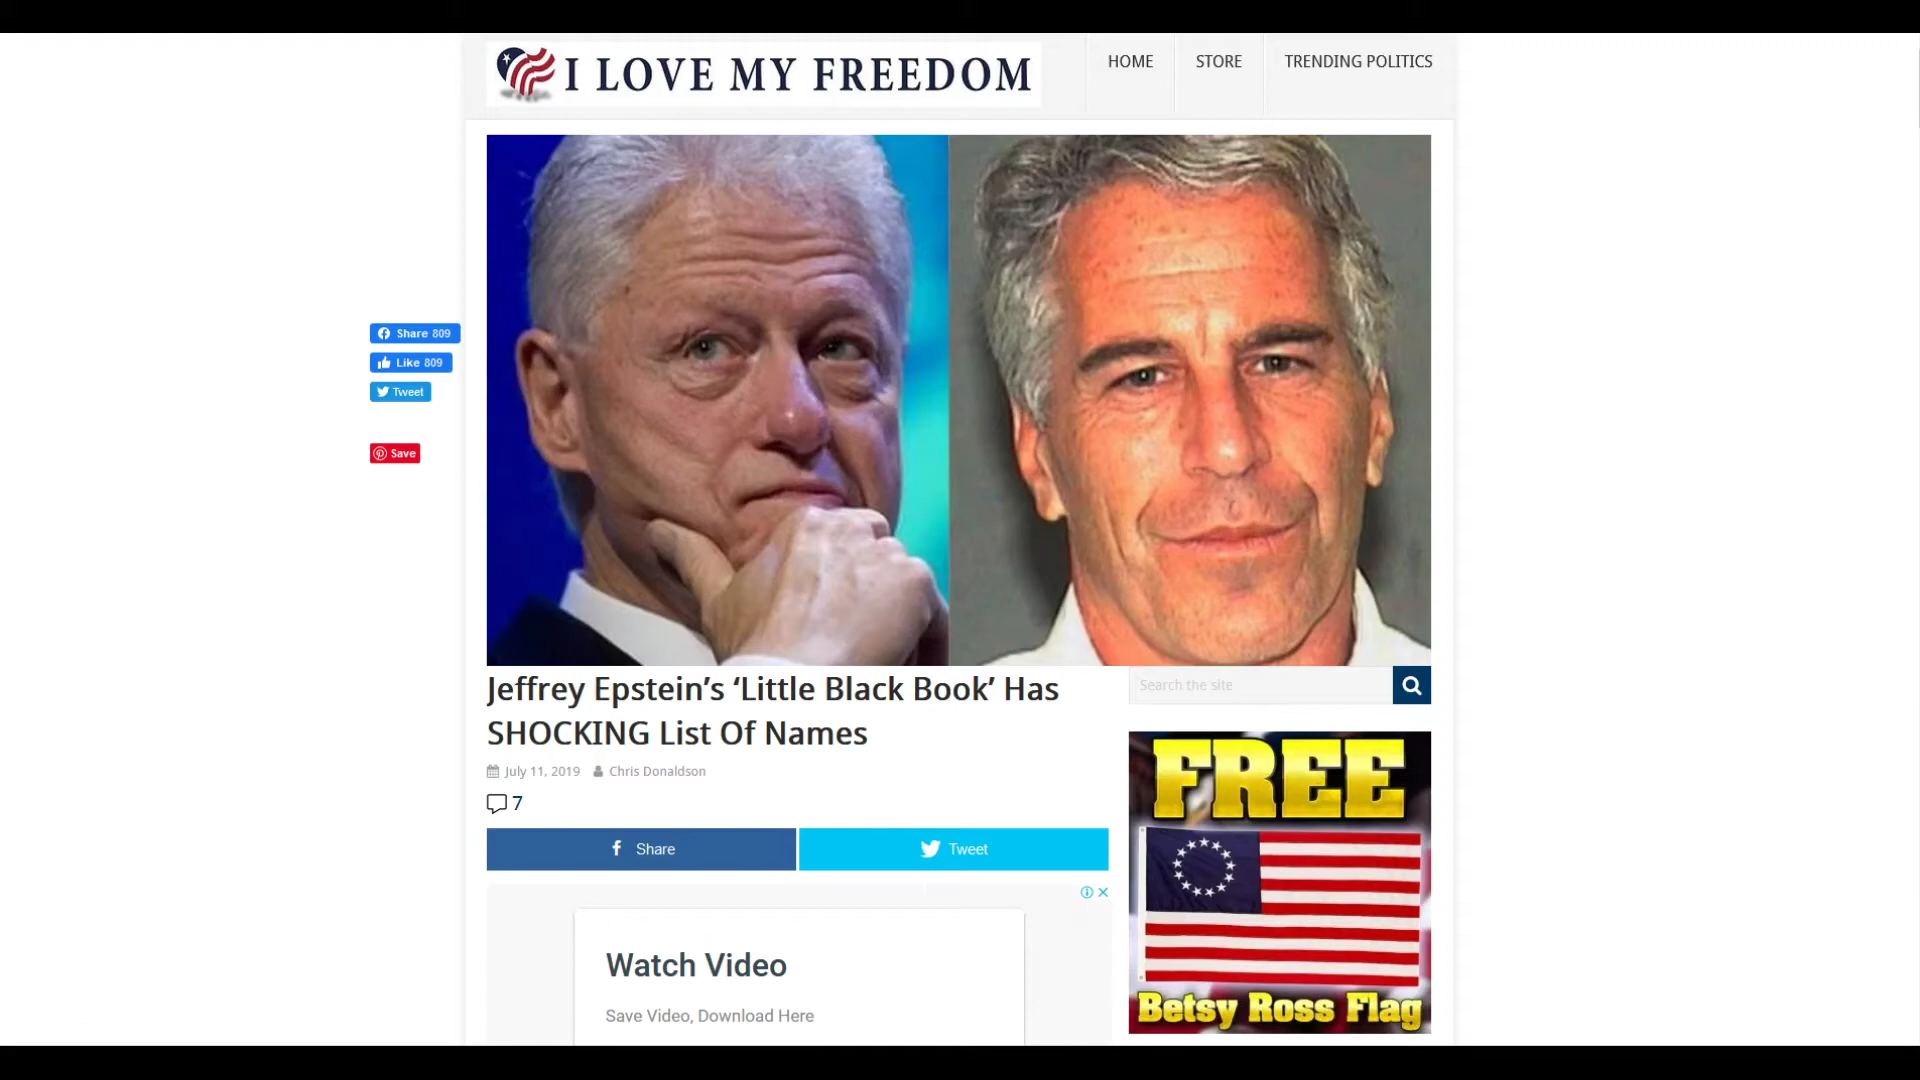 I LOVE MY FREEDOM
HOME
STORE
TRENDING POLITICS
Share 809
Like 809
Tweet
Save
Jeffrey Epstein’s ‘Little Black Book’ Has
SHOCKING List Of Names
July 11, 2019
Chris Donaldson
7
Share
Tweet
Watch Video
Save Video, Download Here
Search the site
FREE
Betsy Ross Flag